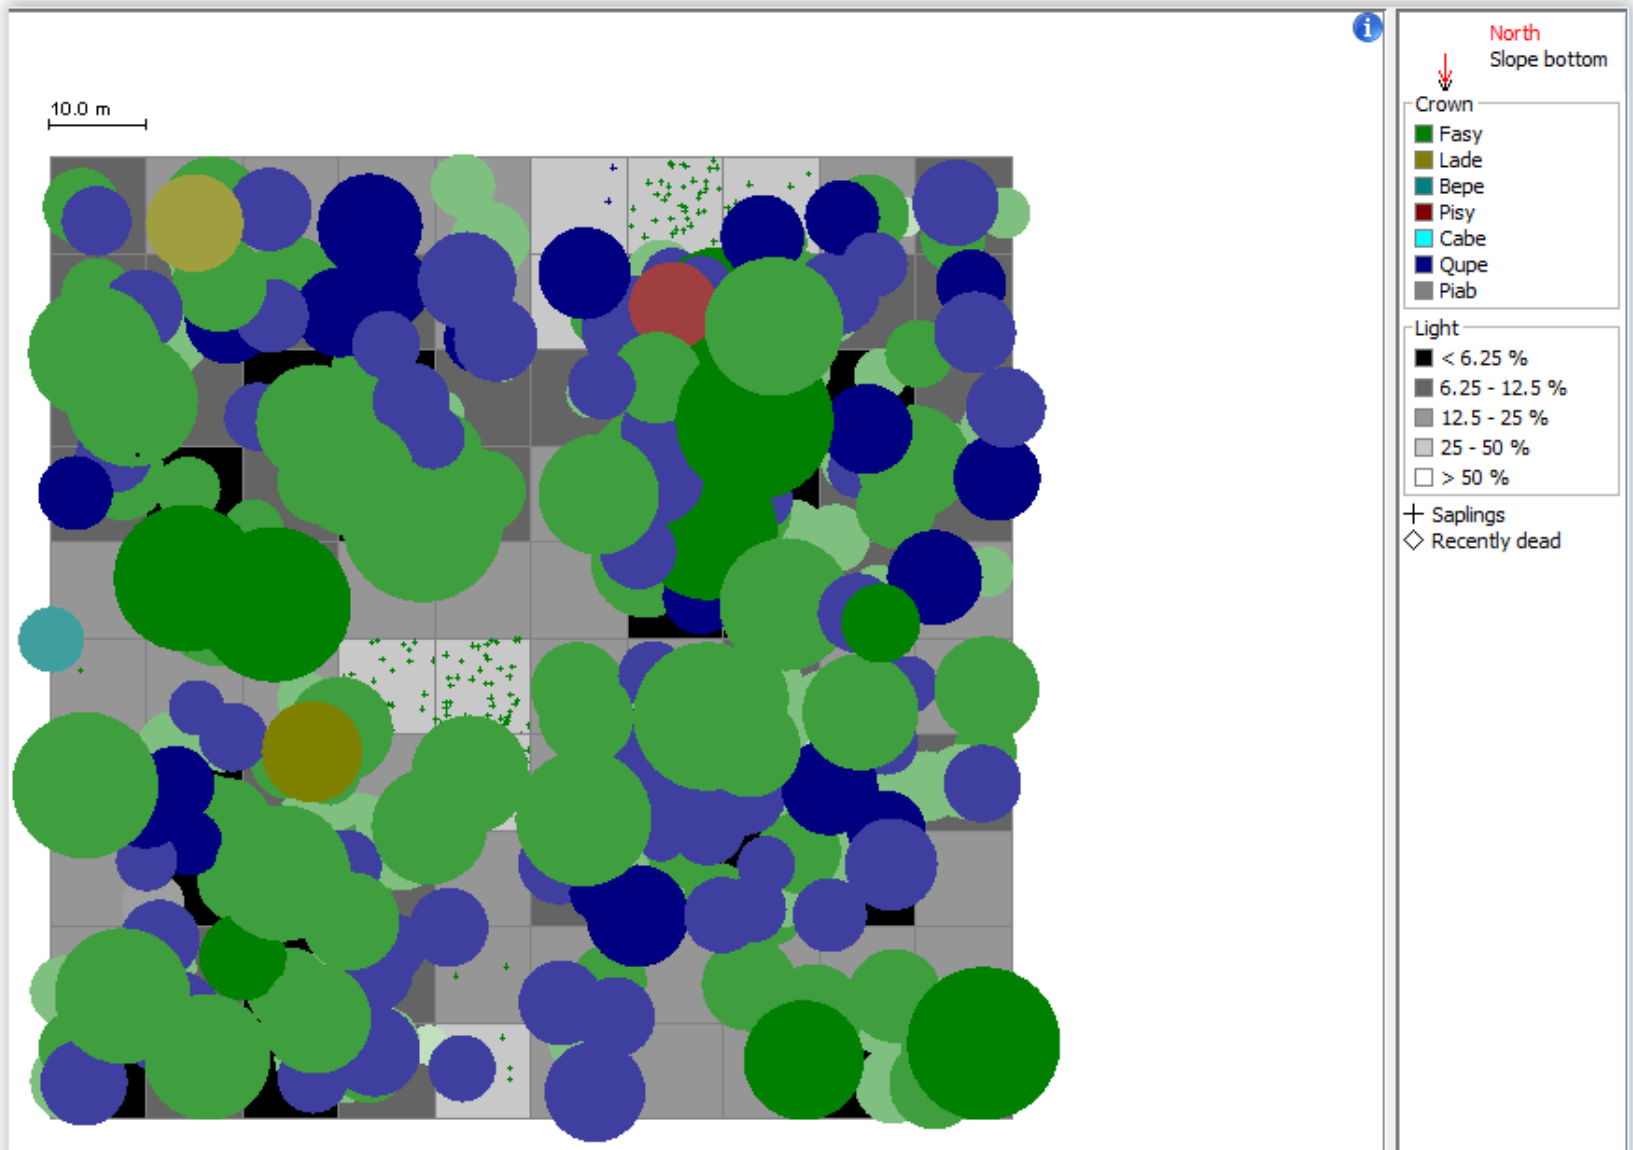 10.0 m
i
North
Slope bottom
Crown
Fasy
Lade
Bepe
Pisy
Cabe
Qupe
Piab
Light
< 6.25 %
6.25 - 12.5 %
12.5 - 25 %
25 - 50 %
> 50 %
Saplings
Recently dead